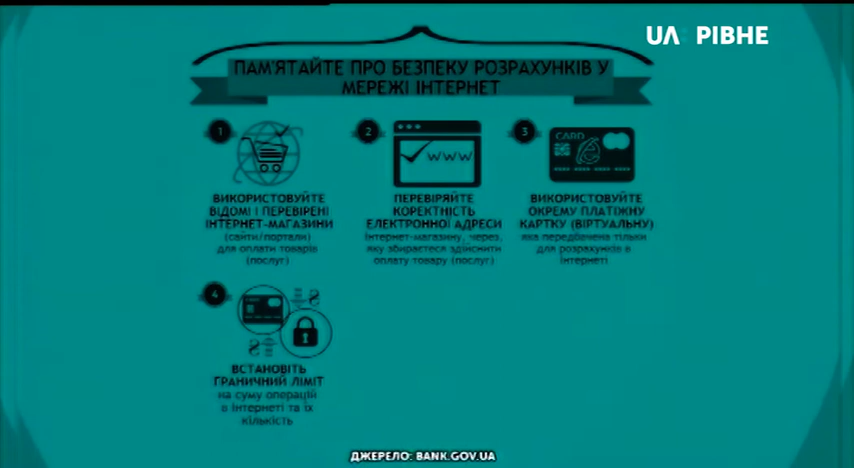 UA РІВНЕ
ПАМ'ЯТАЙТЕ ПРО БЕЗПЕКУ РОЗРАХУНКІВ У
МЕРЕЖІ ІНТЕРНЕТ
1
ВИКОРИСТОВУЙТЕ
ВІДОМІ І ПЕРЕВІРЕНІ
ІНТЕРНЕТ-МАГАЗИНИ
(сайти/портали)
для оплати товарів
(послуг)
2
www
ПЕРЕВІРЯЙТЕ
КОРЕКТНІСТЬ
ЕЛЕКТРОННОЇ АДРЕСИ
інтернет-магазину, через,
яку збираєтеся здійснити
оплату товару (послуг)
3
CARD
ВИКОРИСТОВУЙТЕ
ОКРЕМУ ПЛАТІЖНУ
КАРТКУ (ВІРТУАЛЬНУ)
яка передбачена тільки
для розрахунків в
інтернеті
4
₴
₴
ВСТАНОВІТЬ
ГРАНИЧНИЙ ЛІМІТ
на суму операцій
в інтернеті та їх
кількість
ДЖЕРЕЛО: BANK.GOV.UA